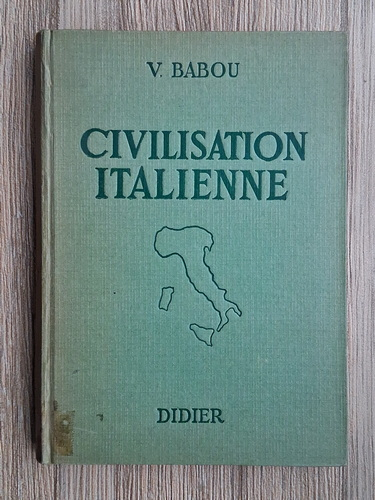 V. BABOU
CIVILISATION
ITALIENNE
DIDIER